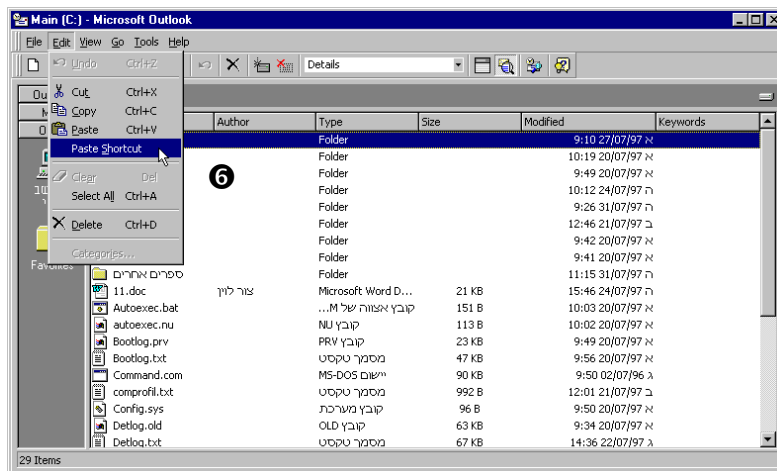 Main (C:) - Microsoft Outlook
File Edit View Go Tools Help
Undo Ctrl+Z
Details
Cut Ctrl+X
Copy Ctrl+C
Paste Ctrl+V
Paste Shortcut
Clear Del
Select All Ctrl+A
Delete Ctrl+D
Categories...
Favorites
6
Author Type Size Modified Keywords
Folder 9:10 27/07/97 א
Folder 10:19 20/07/97 א
Folder 9:49 20/07/97 א
Folder 10:12 24/07/97 ה
Folder 9:26 31/07/97 ה
Folder 12:46 21/07/97 ב
Folder 9:42 20/07/97 א
Folder 9:41 20/07/97 א
ספרים אחרים Folder 11:15 31/07/97 ה
11.doc צור לוין Microsoft Word D... 21 KB 15:46 24/07/97 ה
Autoexec.bat קובץ אצווה של M... 151 B 10:03 20/07/97 א
autoexec.nu קובץ NU 113 B 10:02 20/07/97 א
Bootlog.prv קובץ PRV 23 KB 9:49 20/07/97 א
Bootlog.txt מסמך טקסט 47 KB 9:56 20/07/97 א
Command.com יישום MS-DOS 90 KB 9:50 02/07/96 ג
comprofil.txt מסמך טקסט 992 B 12:01 21/07/97 ב
Config.sys קובץ מערכת 96 B 9:50 20/07/97 א
Detlog.old קובץ OLD 63 KB 9:34 20/07/97 א
Detlog.txt מסמך טקסט 67 KB 14:36 22/07/97 ג
29 Items